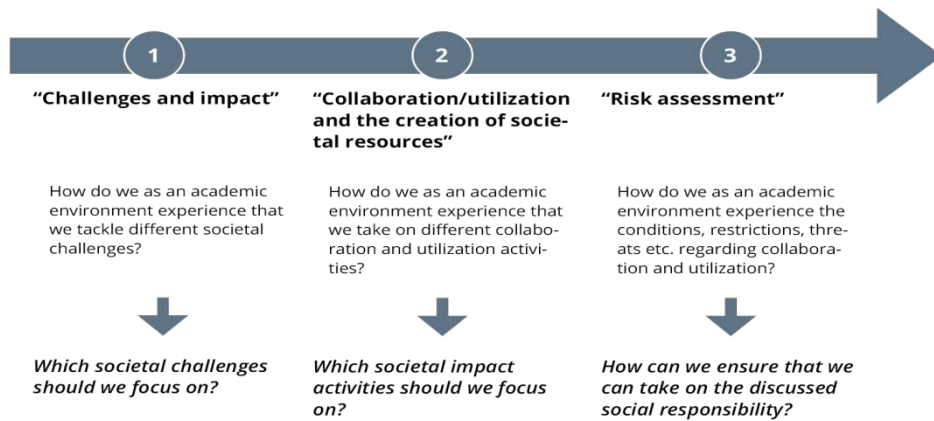 1
2
3
“Challenges and impact”
“Collaboration/utilization
and the creation of socie-
tal resources”
“Risk assessment”
How do we as an academic
environment experience that
we tackle different societal
challenges?
How do we as an academic
environment experience that
we take on different collabo-
ration and utilization activi-
ties?
How do we as an academic
environment experience the
conditions, restrictions, thre-
ats etc. regarding collabora-
tion and utilization?
Which societal challenges
should we focus on?
Which societal impact
activities should we focus
on?
How can we ensure that we
can take on the discussed
social responsibility?